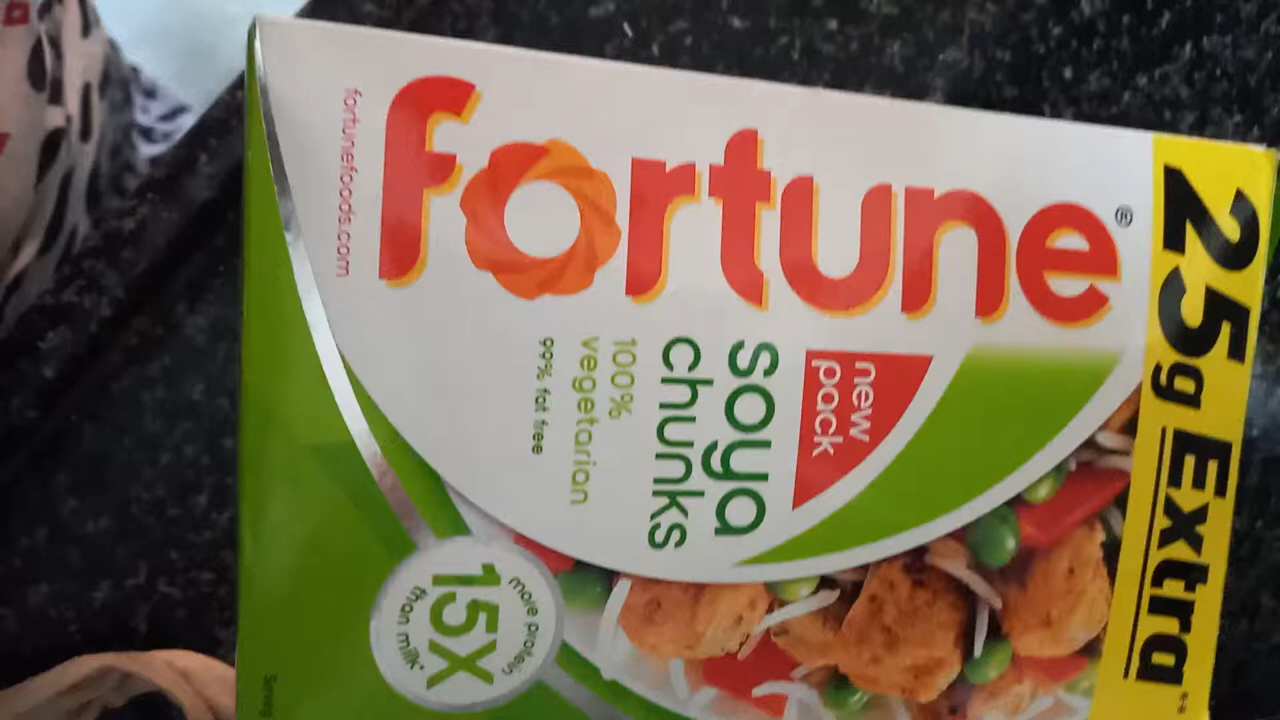 25g Extra**
fortune®
new
pack
soya
chunks
100%
vegetarian
99% fat free
fortunefoods.com
15X
more protein
than milk*